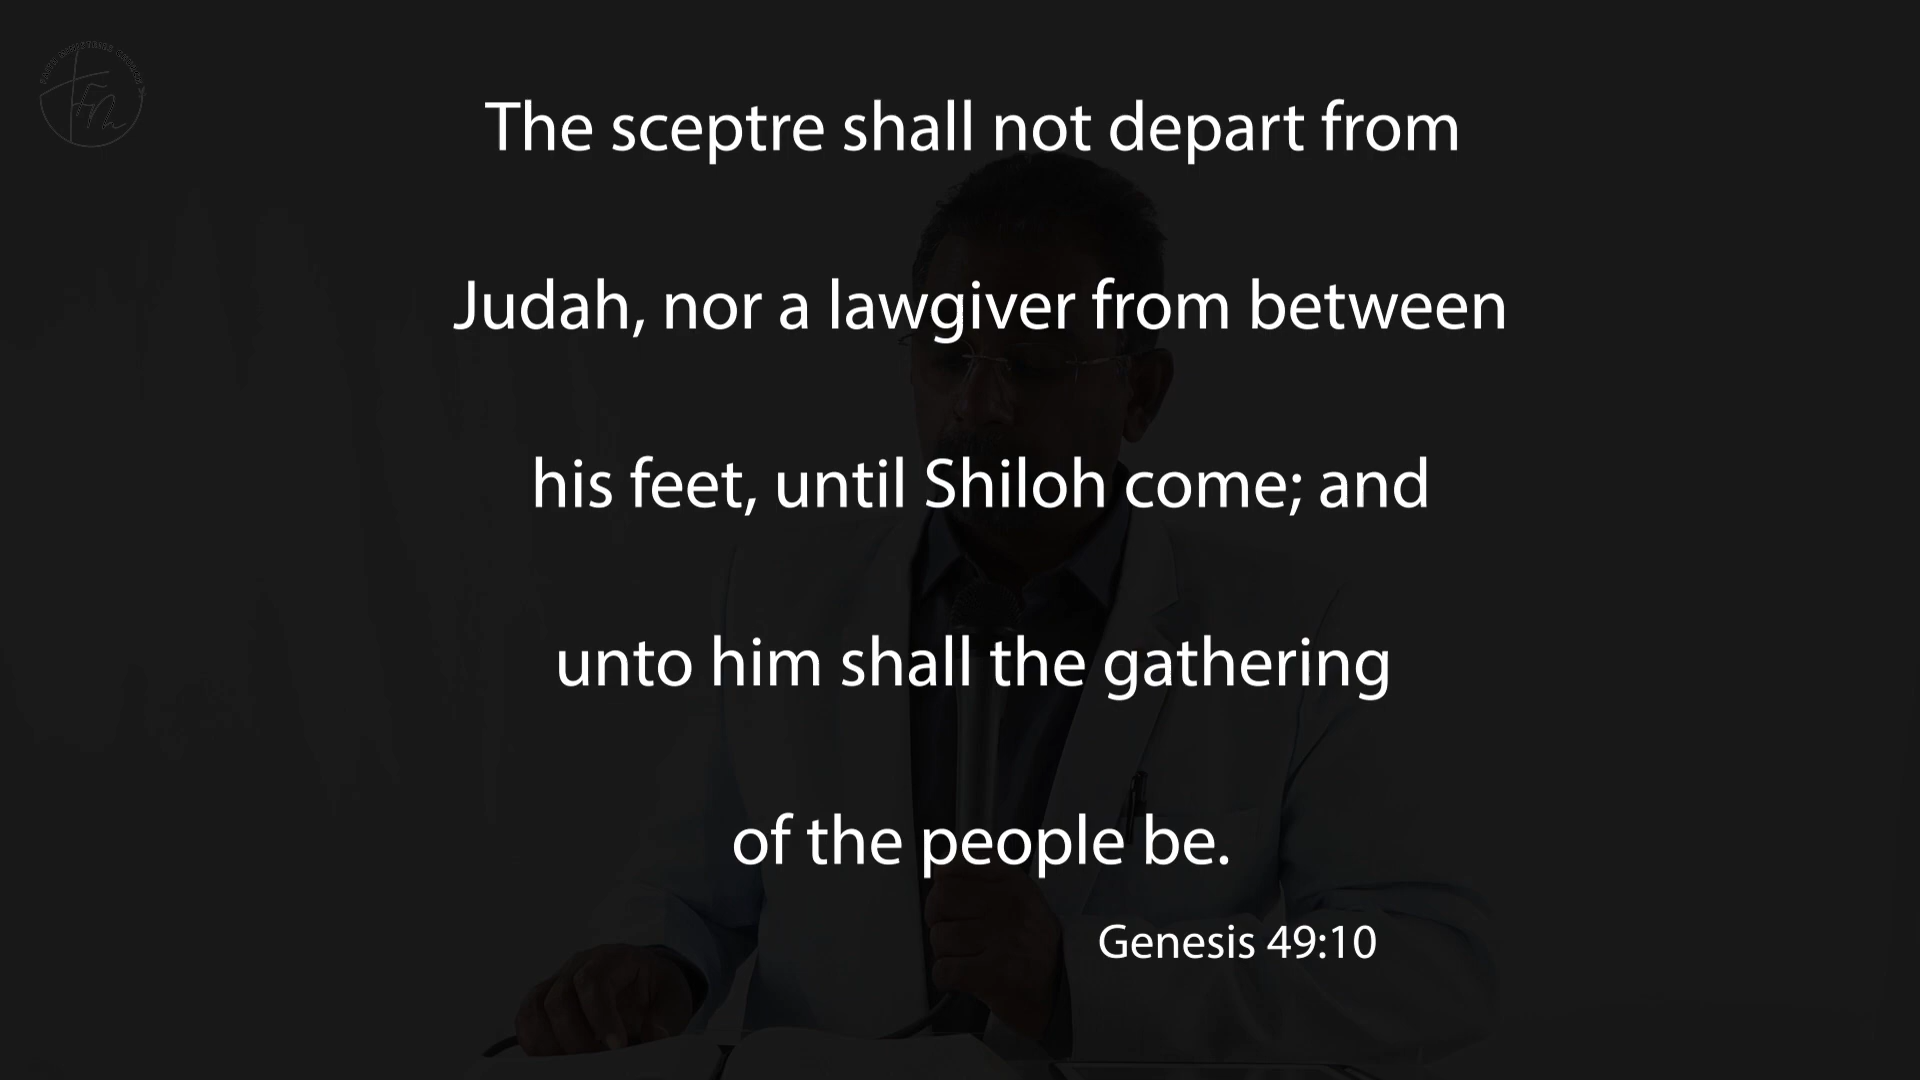 The sceptre shall not depart from
Judah, nor a lawgiver from between
his feet, until Shiloh come; and
unto him shall the gathering
of the people be.
Genesis 49:10